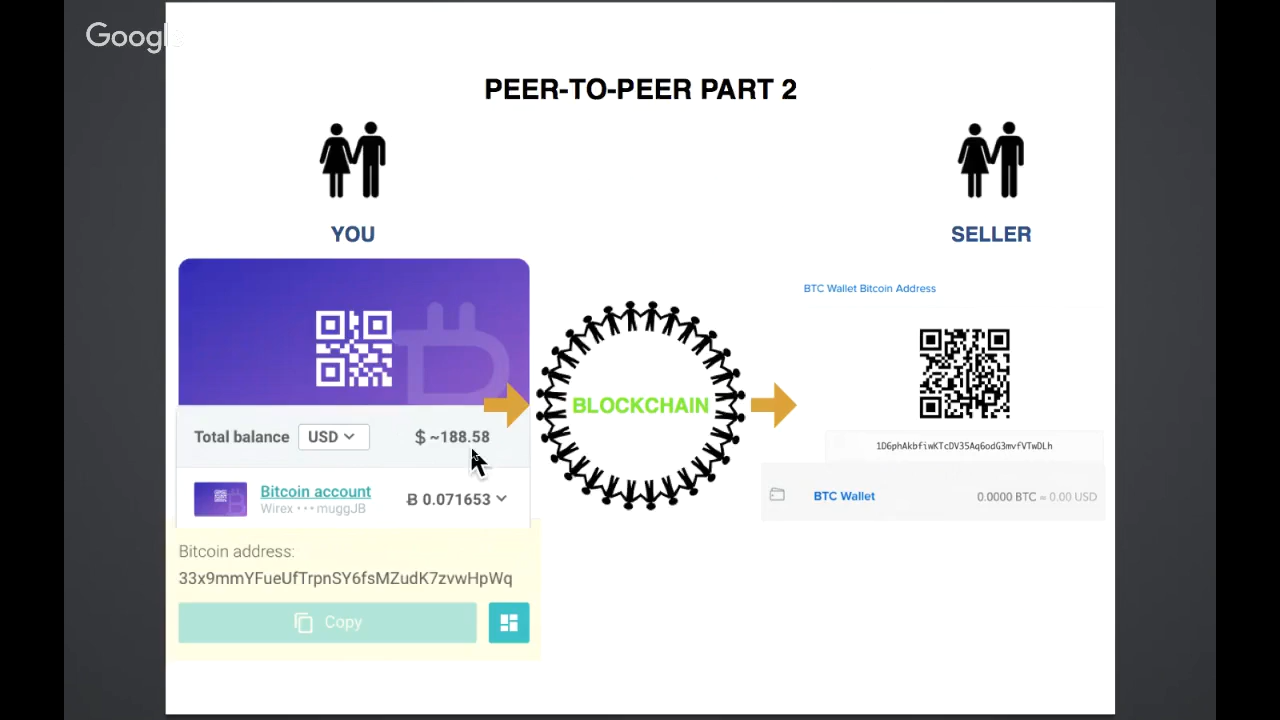 Google
PEER-TO-PEER PART 2
YOU
SELLER
BTC Wallet Bitcoin Address
BLOCKCHAIN
Total balance USD $ ~188.58
1D6phAkbfiwKTcDV35Aq6odG3mvfVTwDLh
Bitcoin account Ƀ 0.071653
Wirex • • • muggJB
BTC Wallet 0.0000 BTC = 0.00 USD
Bitcoin address:
33x9mmYFueUfTrpnSY6fsMZudK7zvwHpWq
Copy